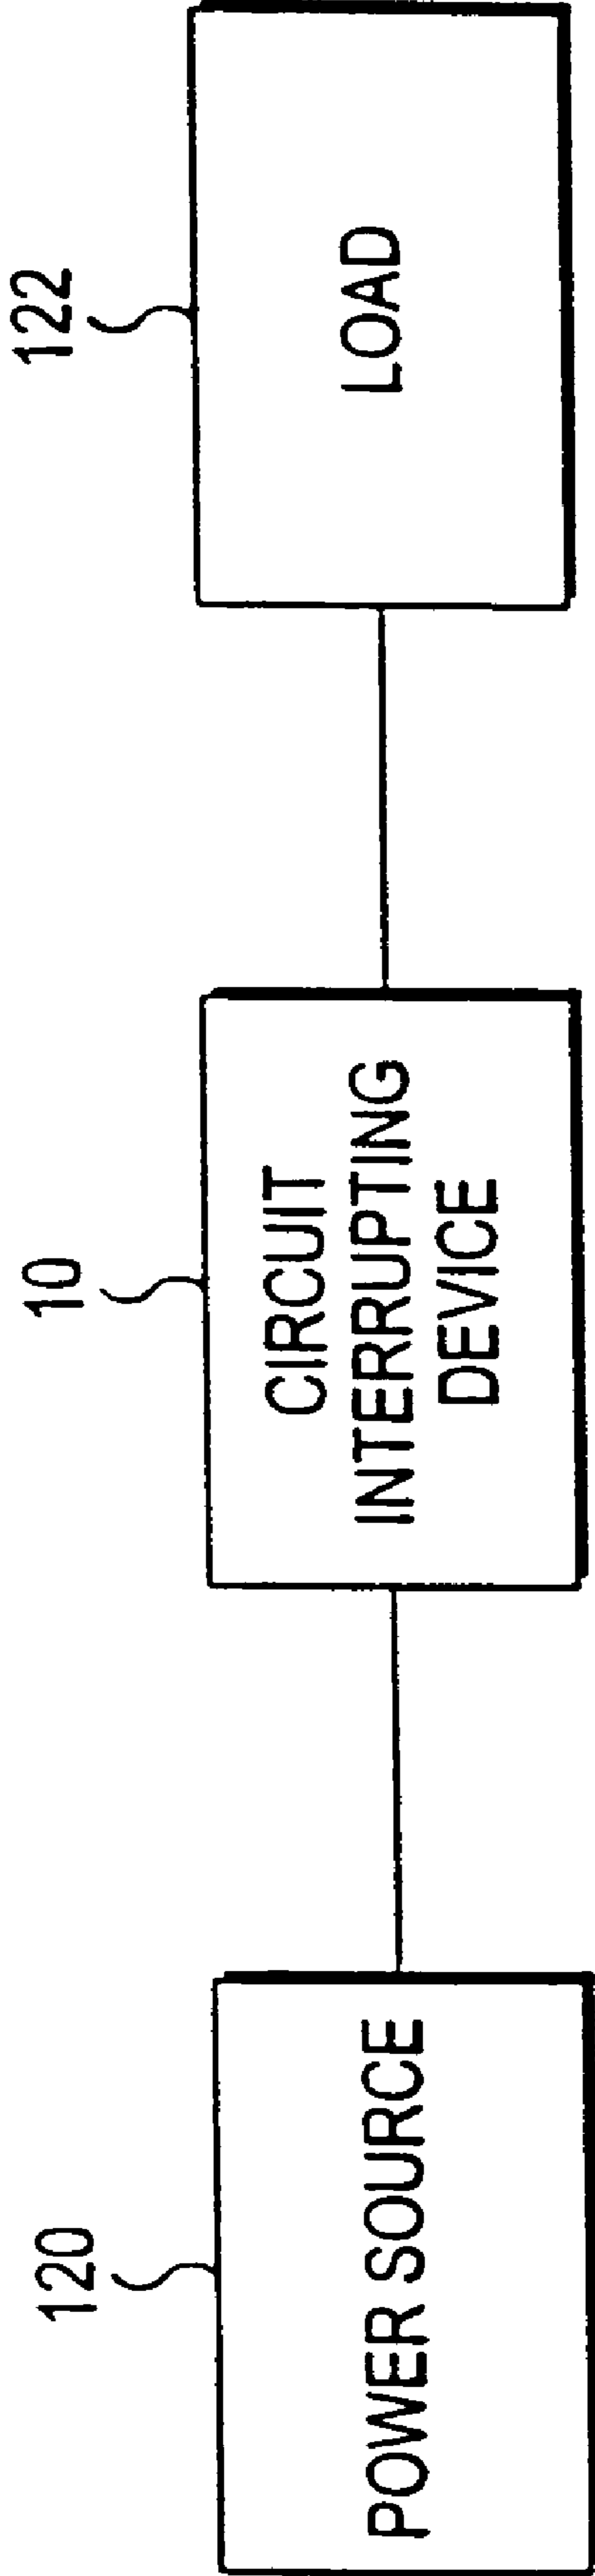 120
POWER SOURCE
10
CIRCUIT
INTERRUPTING
DEVICE
122
LOAD